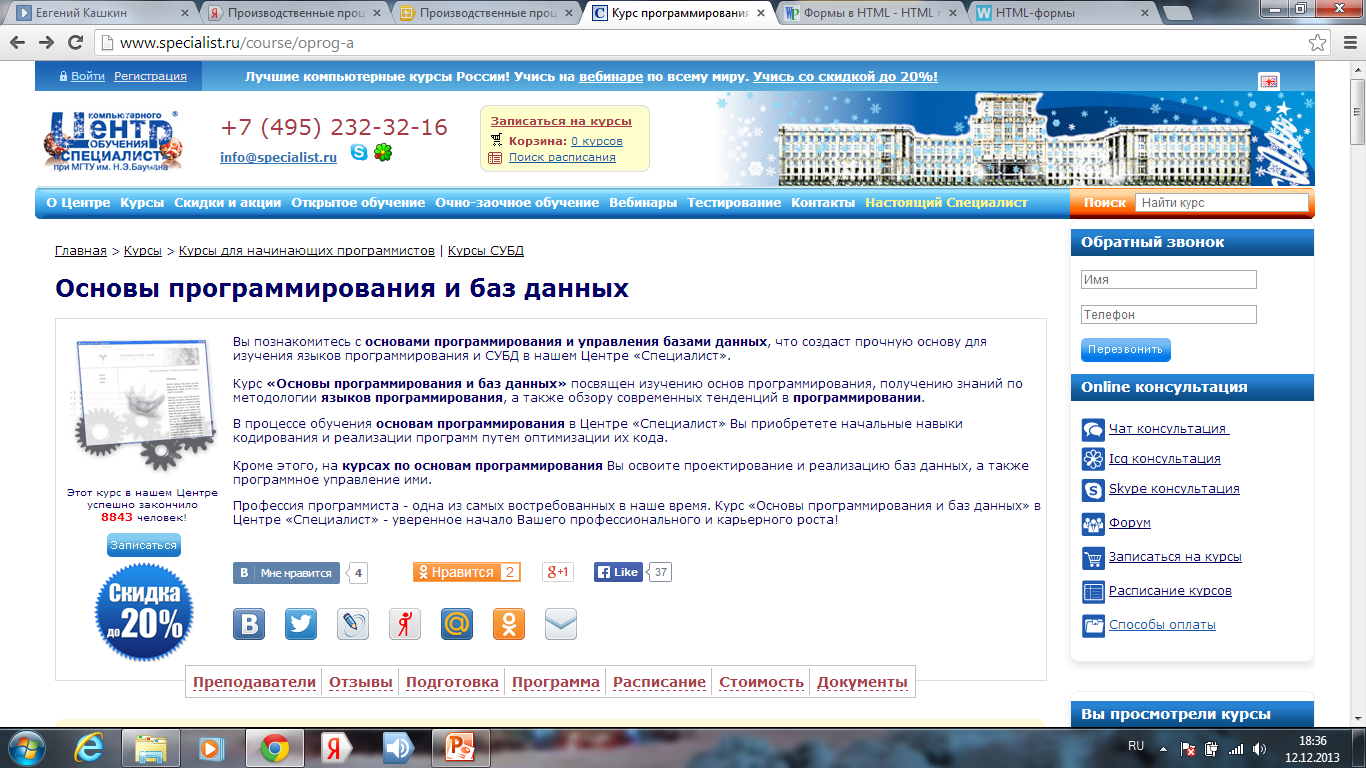 Евгений Кашкин
Производственные проц
Производственные проц
Курс программировани
Формы в HTML - HTML
HTML-формы
www.specialist.ru/course/oprog-a
Войти Регистрация
Лучшие компьютерные курсы России! Учись на вебинаре по всему миру. Учись со скидкой до 20%!
компьютерного
Центр
ОБУЧЕНИЯ
СПЕЦИАЛИСТ
при МГТУ им. Н.Э.Баумана
+7 (495) 232-32-16
info@specialist.ru
Записаться на курсы
Корзина: 0 курсов
Поиск расписания
О Центре Курсы Скидки и акции Открытое обучение Очно-заочное обучение Вебинары Тестирование Контакты Настоящий Специалист
Поиск Найти курс
Главная > Курсы > Курсы для начинающих программистов | Курсы СУБД
Основы программирования и баз данных
Вы познакомитесь с основами программирования и управления базами данных, что создаст прочную основу для
изучения языков программирования и СУБД в нашем Центре «Специалист».
Курс «Основы программирования и баз данных» посвящен изучению основ программирования, получению знаний по
методологии языков программирования, а также обзору современных тенденций в программировании.
В процессе обучения основам программирования в Центре «Специалист» Вы приобретете начальные навыки
кодирования и реализации программ путем оптимизации их кода.
Кроме этого, на курсах по основам программирования Вы освоите проектирование и реализацию баз данных, а также
программное управление ими.
Профессия программиста - одна из самых востребованных в наше время. Курс «Основы программирования и баз данных» в
Центре «Специалист» - уверенное начало Вашего профессионального и карьерного роста!
Этот курс в нашем Центре
успешно закончило
8843 человек!
Записаться
Скидка
до 20%
В Мне нравится 4
Нравится 2
g+1
Like 37
Преподаватели Отзывы Подготовка Программа Расписание Стоимость Документы
Обратный звонок
Имя
Телефон
Перезвонить
Online консультация
Чат консультация
Icq консультация
Skype консультация
Форум
Записаться на курсы
Расписание курсов
Способы оплаты
Вы просмотрели курсы
RU
18:36
12.12.2013